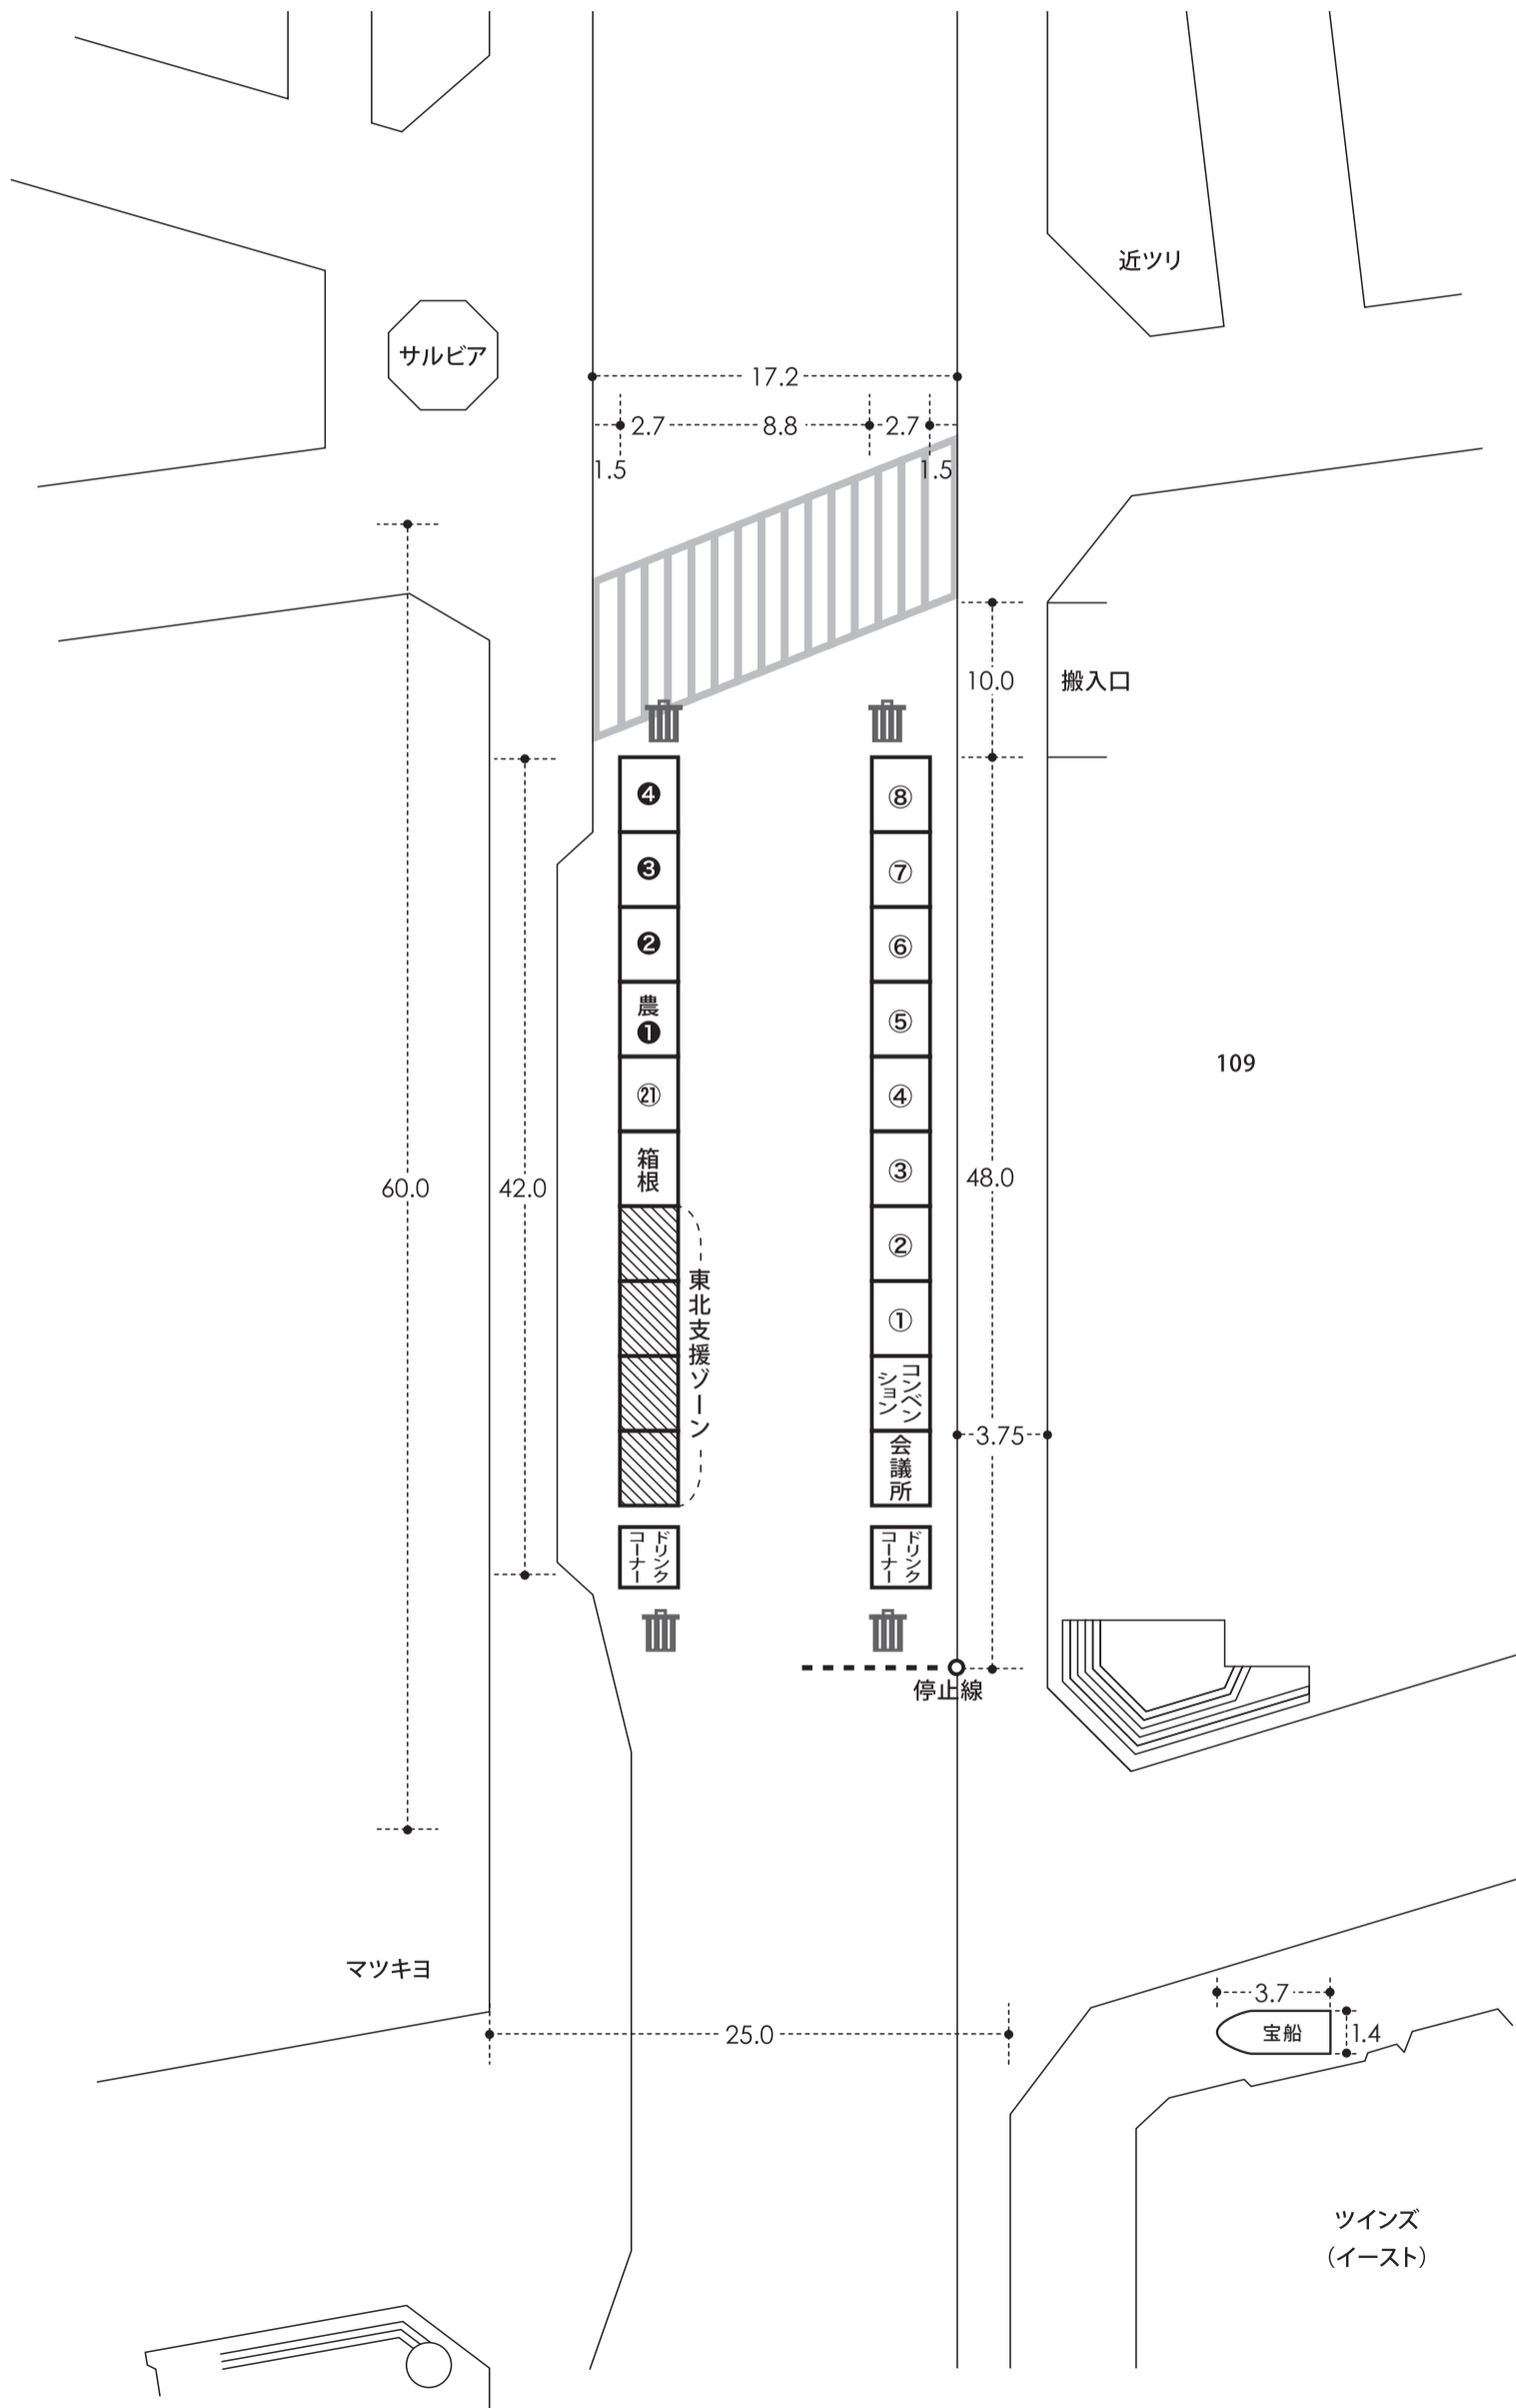 近ツリ
サルビア
17.2
2.7
8.8
2.7
1.5
1.5
10.0
搬入口
❹
⑧
❸
⑦
❷
⑥
農
❶
⑤
109
㉑
④
箱根
③
60.0
42.0
48.0
②
東北支援ゾーン
①
コンベン
ション
3.75
会議所
ドリンク
コーナー
ドリンク
コーナー
停止線
マツキヨ
3.7
宝船
1.4
25.0
ツインズ
（イースト）